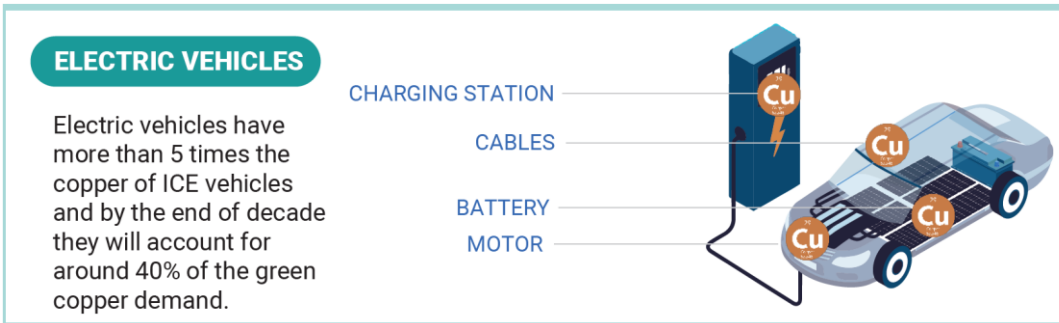 ELECTRIC VEHICLES
Electric vehicles have
more than 5 times the
copper of ICE vehicles
and by the end of decade
they will account for
around 40% of the green
copper demand.
CHARGING STATION
CABLES
BATTERY
MOTOR
Cu
Cu
Cu
Cu